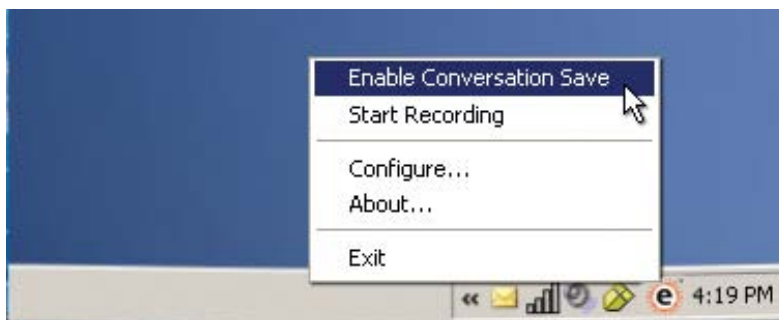 Enable Conversation Save
Start Recording
Configure...
About...
Exit
« e 4:19 PM